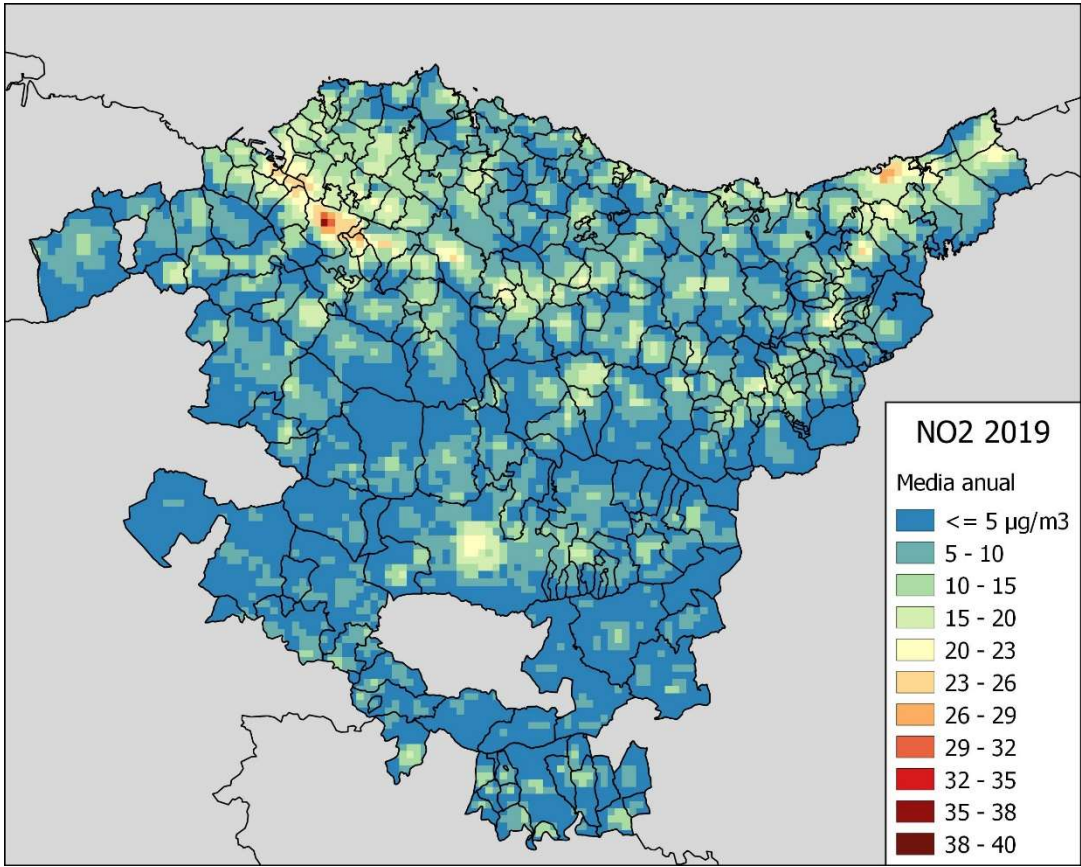 NO2 2019
Media anual
<= 5 µg/m3
5 - 10
10 - 15
15 - 20
20 - 23
23 - 26
26 - 29
29 - 32
32 - 35
35 - 38
38 - 40